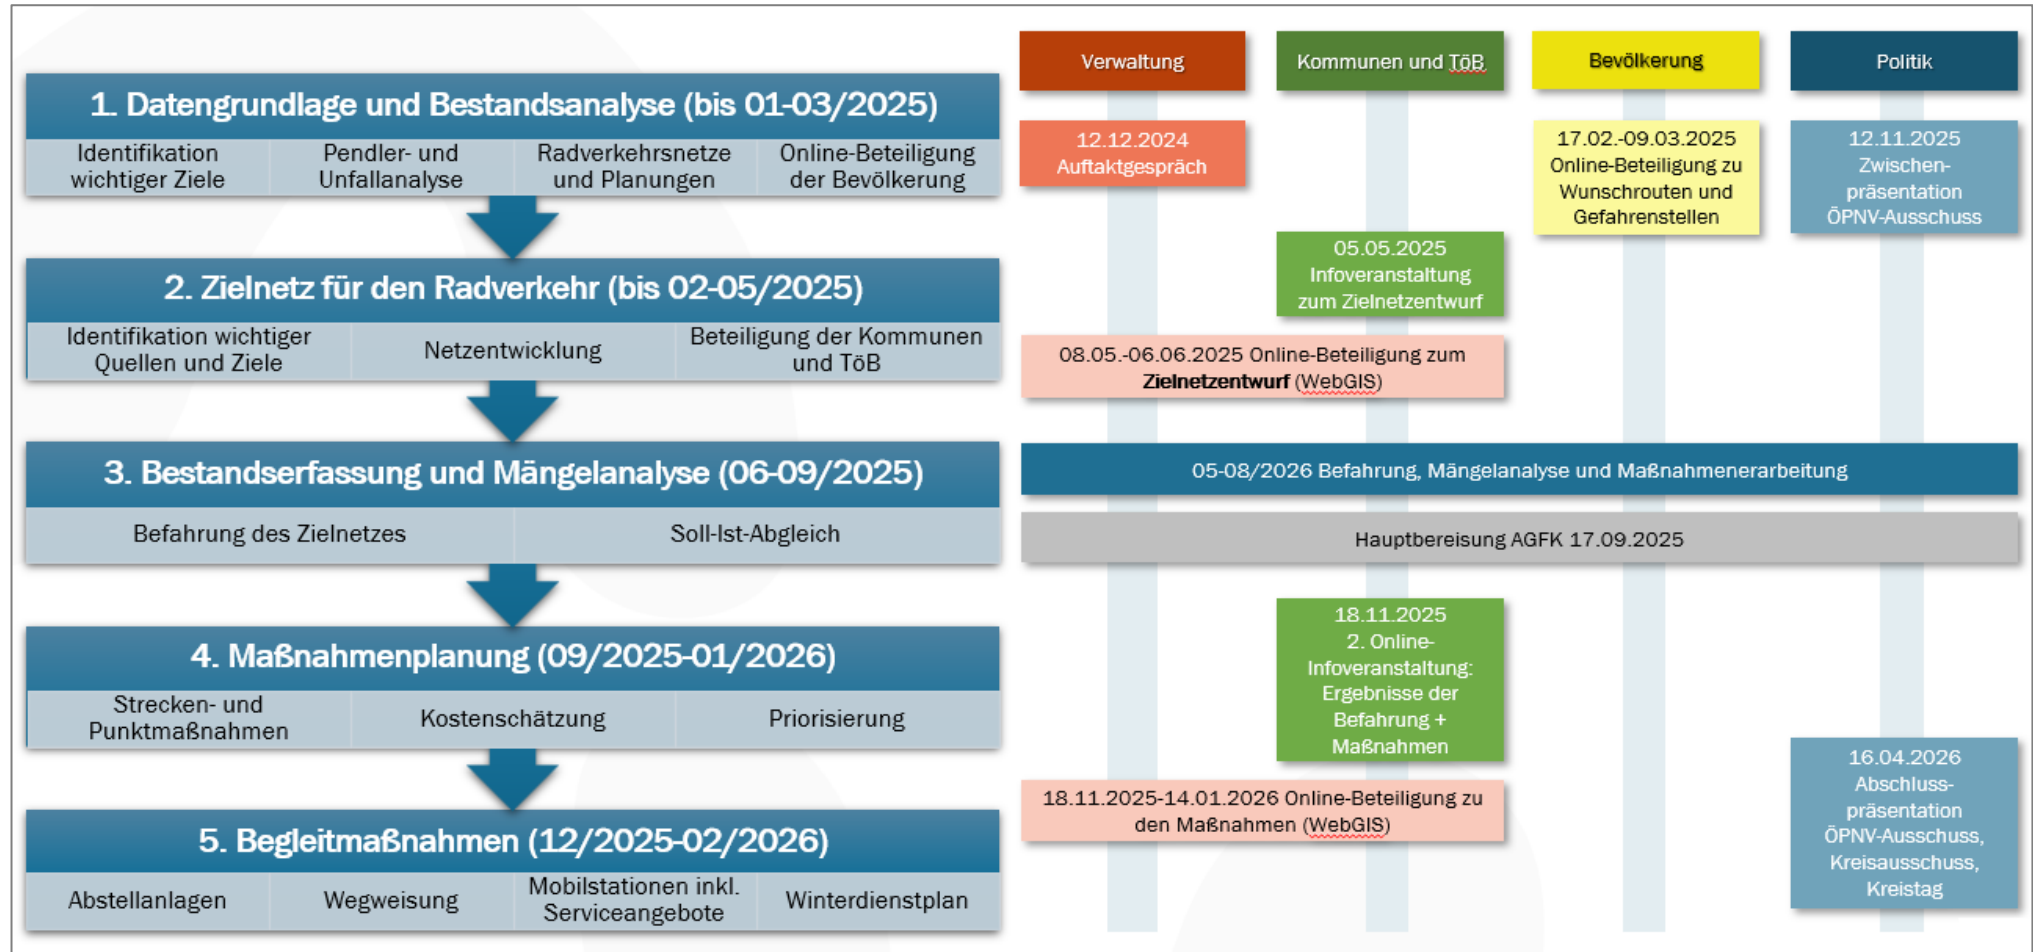 1. Datengrundlage und Bestandsanalyse (bis 01-03/2025)
Identifikation
wichtiger Ziele
Pendler- und
Unfallanalyse
Radverkehrsnetze
und Planungen
Online-Beteiligung
der Bevölkerung
2. Zielnetz für den Radverkehr (bis 02-05/2025)
Identifikation wichtiger
Quellen und Ziele
Netzentwicklung
Beteiligung der Kommunen
und TöB
3. Bestandserfassung und Mängelanalyse (06-09/2025)
Befahrung des Zielnetzes
Soll-Ist-Abgleich
4. Maßnahmenplanung (09/2025-01/2026)
Strecken- und
Punktmaßnahmen
Kostenschätzung
Priorisierung
5. Begleitmaßnahmen (12/2025-02/2026)
Abstellanlagen
Wegweisung
Mobilstationen inkl.
Serviceangebote
Winterdienstplan
Verwaltung
Kommunen und TöB
Bevölkerung
Politik
12.12.2024
Auftaktgespräch
17.02.-09.03.2025
Online-Beteiligung zu
Wunschrouten und
Gefahrenstellen
12.11.2025
Zwischen-
präsentation
ÖPNV-Ausschuss
05.05.2025
Infoveranstaltung
zum Zielnetzentwurf
08.05.-06.06.2025 Online-Beteiligung zum
Zielnetzentwurf (WebGIS)
05-08/2026 Befahrung, Mängelanalyse und Maßnahmenerarbeitung
Hauptbereisung AGFK 17.09.2025
18.11.2025
2. Online-
Infoveranstaltung:
Ergebnisse der
Befahrung +
Maßnahmen
18.11.2025-14.01.2026 Online-Beteiligung zu
den Maßnahmen (WebGIS)
16.04.2026
Abschluss-
präsentation
ÖPNV-Ausschuss,
Kreisausschuss,
Kreistag